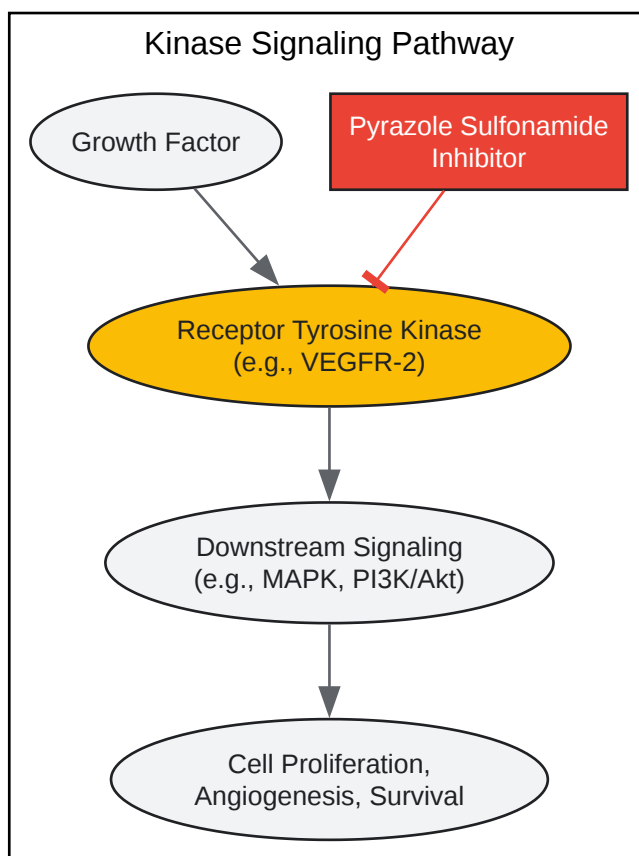 Kinase Signaling Pathway
Growth Factor
Pyrazole Sulfonamide
Inhibitor
Receptor Tyrosine Kinase
(e.g., VEGFR-2)
Downstream Signaling
(e.g., MAPK, PI3K/Akt)
Cell Proliferation,
Angiogenesis, Survival